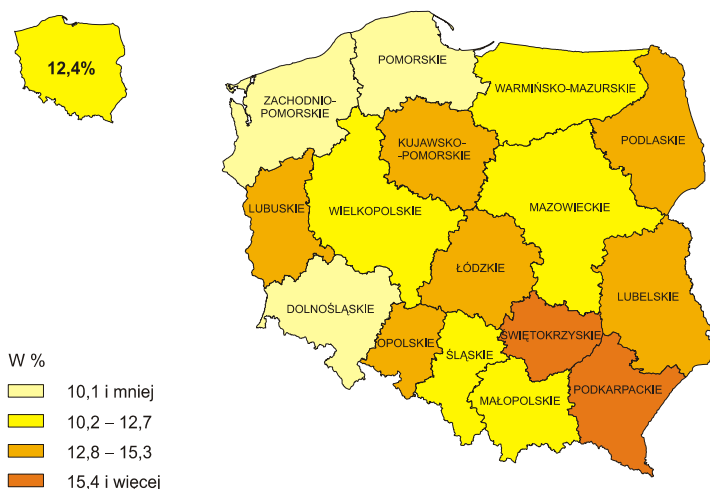 12,4%
POMORSKIE
ZACHODNIO-
POMORSKIE
WARMIŃSKO-MAZURSKIE
KUJAWSKO-
-POMORSKIE
PODLASKIE
LUBUSKIE
WIELKOPOLSKIE
MAZOWIECKIE
ŁÓDZKIE
LUBELSKIE
DOLNOŚLĄSKIE
OPOLSKIE
ŚLĄSKIE
ŚWIĘTOKRZYSKIE
MAŁOPOLSKIE
PODKARPACKIE
W %
10,1 i mniej
10,2 – 12,7
12,8 – 15,3
15,4 i więcej